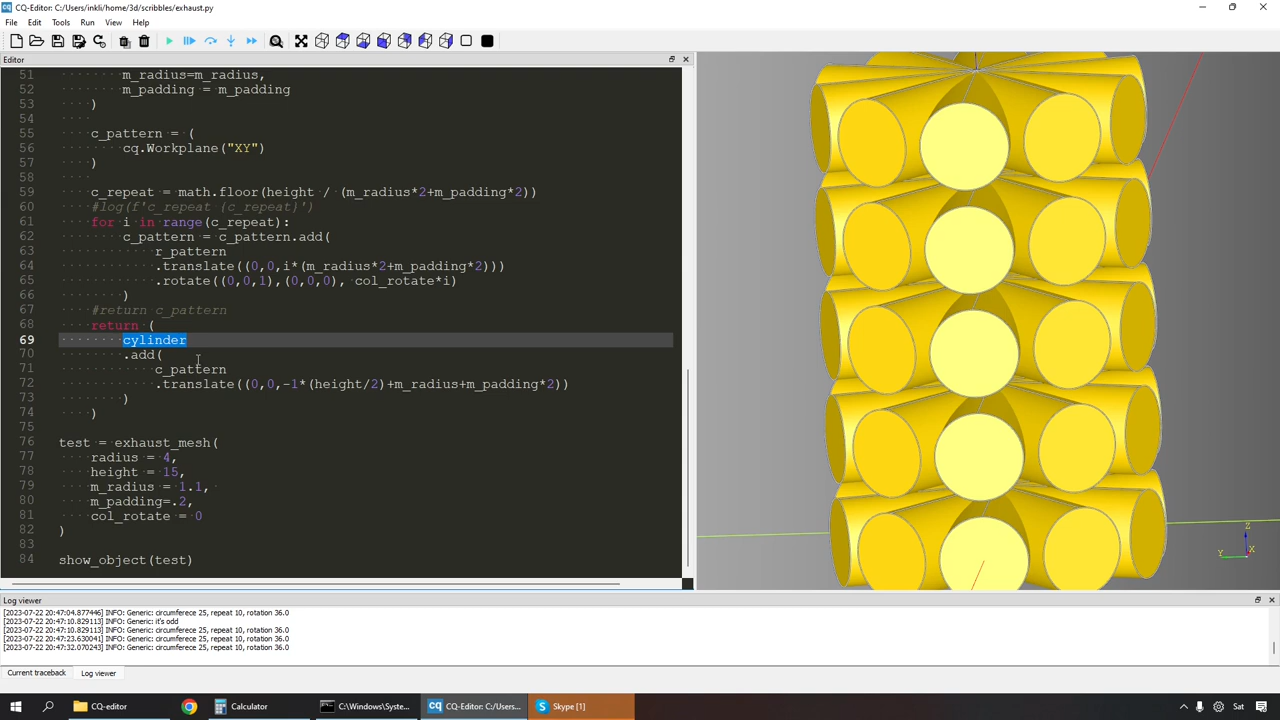 CQ-Editor: C:/Users/inkli/home/3d/scribbles/exhaust.py
File Edit Tools Run View Help
Editor
51 m_radius=m_radius,
52 m_padding = m_padding
53 )
54
55 c_pattern = (
56 cq.Workplane("XY")
57 )
58
59 c_repeat = math.floor(height / (m_radius*2+m_padding*2))
60 #log(f'c_repeat {c_repeat}')
61 for i in range(c_repeat):
62 c_pattern = c_pattern.add(
63 r_pattern
64 .translate((0,0,i*(m_radius*2+m_padding*2)))
65 .rotate((0,0,1),(0,0,0), col_rotate*i)
66 )
67 #return c_pattern
68 return (
69 cylinder
70 .add(
71 c_pattern
72 .translate((0,0,-1*(height/2)+m_radius+m_padding*2))
73 )
74 )
75
76 test = exhaust_mesh(
77 radius = 4,
78 height = 15,
79 m_radius = 1.1,
80 m_padding=.2,
81 col_rotate = 0
82 )
83
84 show_object(test)
Z
Y
X
Log viewer
[2023-07-22 20:47:04.877446] INFO: Generic: circumferece 25, repeat 10, rotation 36.0
[2023-07-22 20:47:10.829113] INFO: Generic: it's odd
[2023-07-22 20:47:10.829113] INFO: Generic: circumferece 25, repeat 10, rotation 36.0
[2023-07-22 20:47:23.630041] INFO: Generic: circumferece 25, repeat 10, rotation 36.0
[2023-07-22 20:47:32.070243] INFO: Generic: circumferece 25, repeat 10, rotation 36.0
Current traceback Log viewer
CQ-editor Calculator C:\Windows\Syste... CQ-Editor: C:/Users... Skype [1] Sat